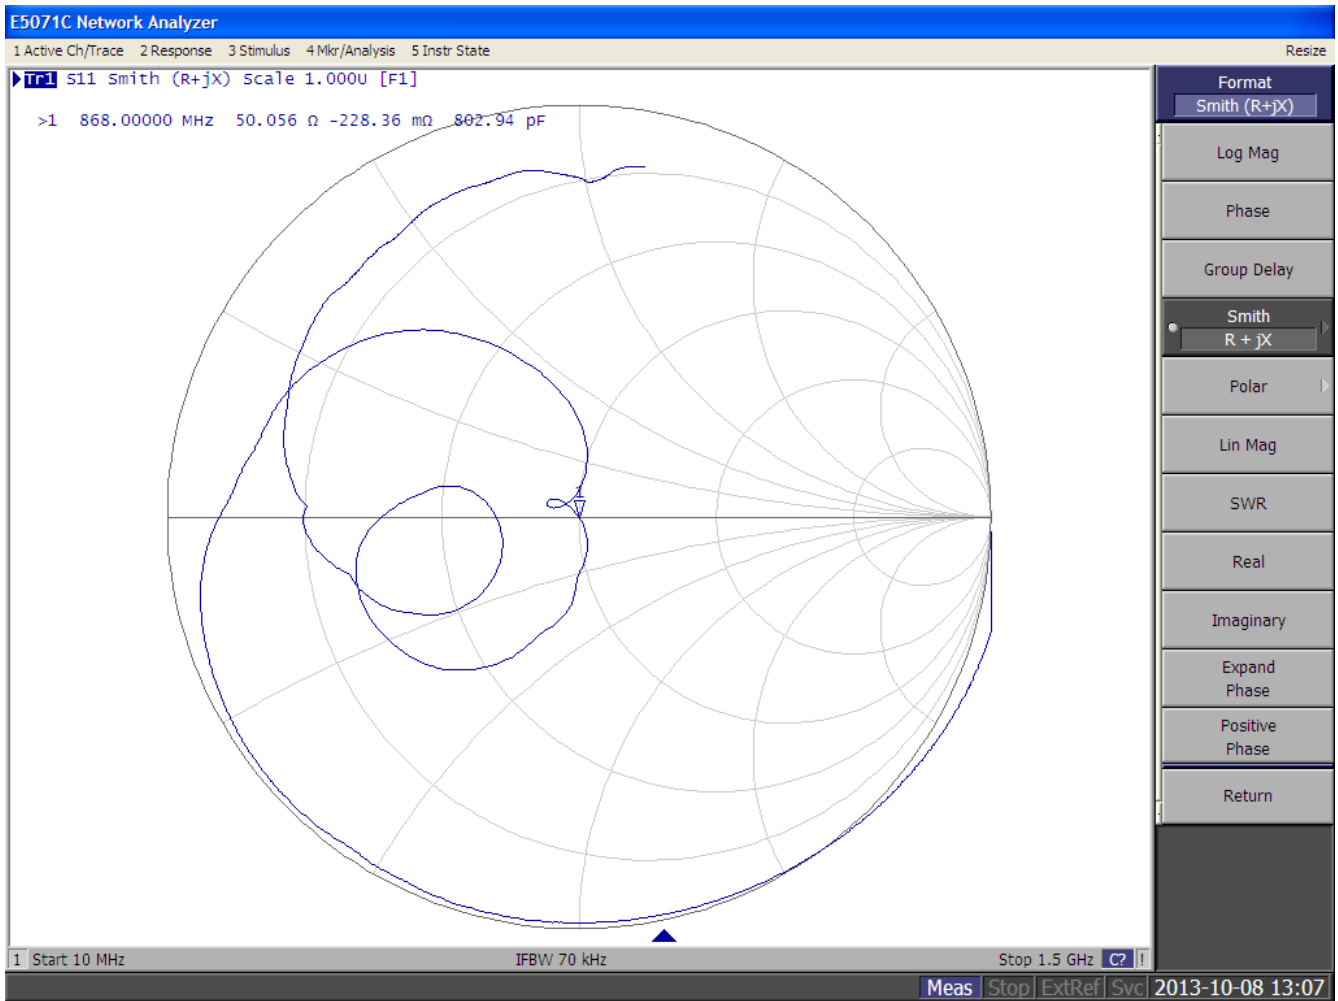 E5071C Network Analyzer
1 Active Ch/Trace 2 Response 3 Stimulus 4 Mkr/Analysis 5 Instr State Resize
Tr1 S11 Smith (R+jX) Scale 1.000U [F1]
>1 868.00000 MHz 50.056 Ω -228.36 mΩ 802.94 pF
1
Format
Smith (R+jX)
Log Mag
Phase
Group Delay
Smith
R + jX
Polar
Lin Mag
SWR
Real
Imaginary
Expand
Phase
Positive
Phase
Return
1 Start 10 MHz IFBW 70 kHz Stop 1.5 GHz C? !
Meas Stop ExtRef Svc 2013-10-08 13:07